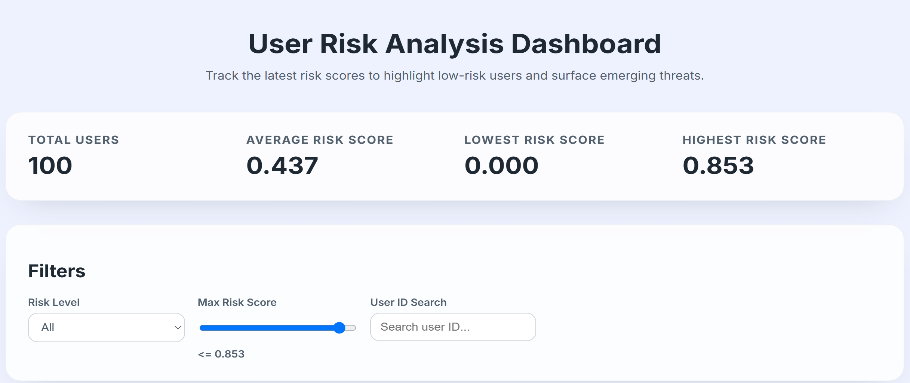 User Risk Analysis Dashboard
Track the latest risk scores to highlight low-risk users and surface emerging threats.
TOTAL USERS
100
AVERAGE RISK SCORE
0.437
LOWEST RISK SCORE
0.000
HIGHEST RISK SCORE
0.853
Filters
Risk Level
All
Max Risk Score
<= 0.853
User ID Search
Search user ID...